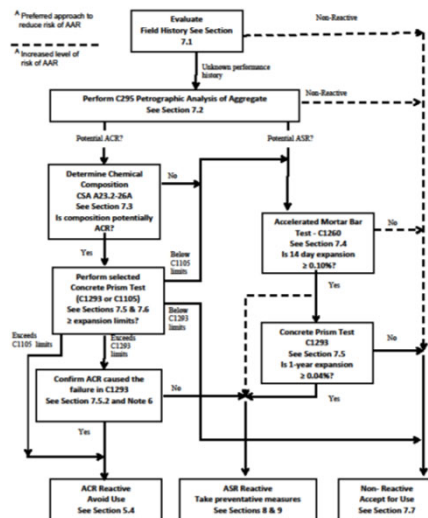 A Preferred approach to
reduce risk of AAR
A Increased level of
risk of AAR
Evaluate
Field History See Section
7.1
Non-Reactive
Unknown performance
history
Perform C295 Petrographic Analysis of Aggregate
See Section 7.2
Non-Reactive
Potential ACR?
Potential ASR?
Determine Chemical
Composition
CSA A23.2-26A
See Section 7.3
Is composition potentially
ACR?
No
Yes
Accelerated Mortar Bar
Test - C1260
See Section 7.4
Is 14 day expansion
≥ 0.10%?
No
Yes
Perform selected
Concrete Prism Test
(C1293 or C1105)
See Sections 7.5 & 7.6
≥ expansion limits?
Below
C1105
limits
Below
C1293
limits
Exceeds
C1105 limits
Exceeds
C1293
limits
Concrete Prism Test
C1293
See Section 7.5
Is 1-year expansion
≥ 0.04%?
No
Yes
Confirm ACR caused the
failure in C1293
See Section 7.5.2 and Note 6
No
Yes
ACR Reactive
Avoid Use
See Section 5.4
ASR Reactive
Take preventative measures
See Sections 8 & 9
Non- Reactive
Accept for Use
See Section 7.7